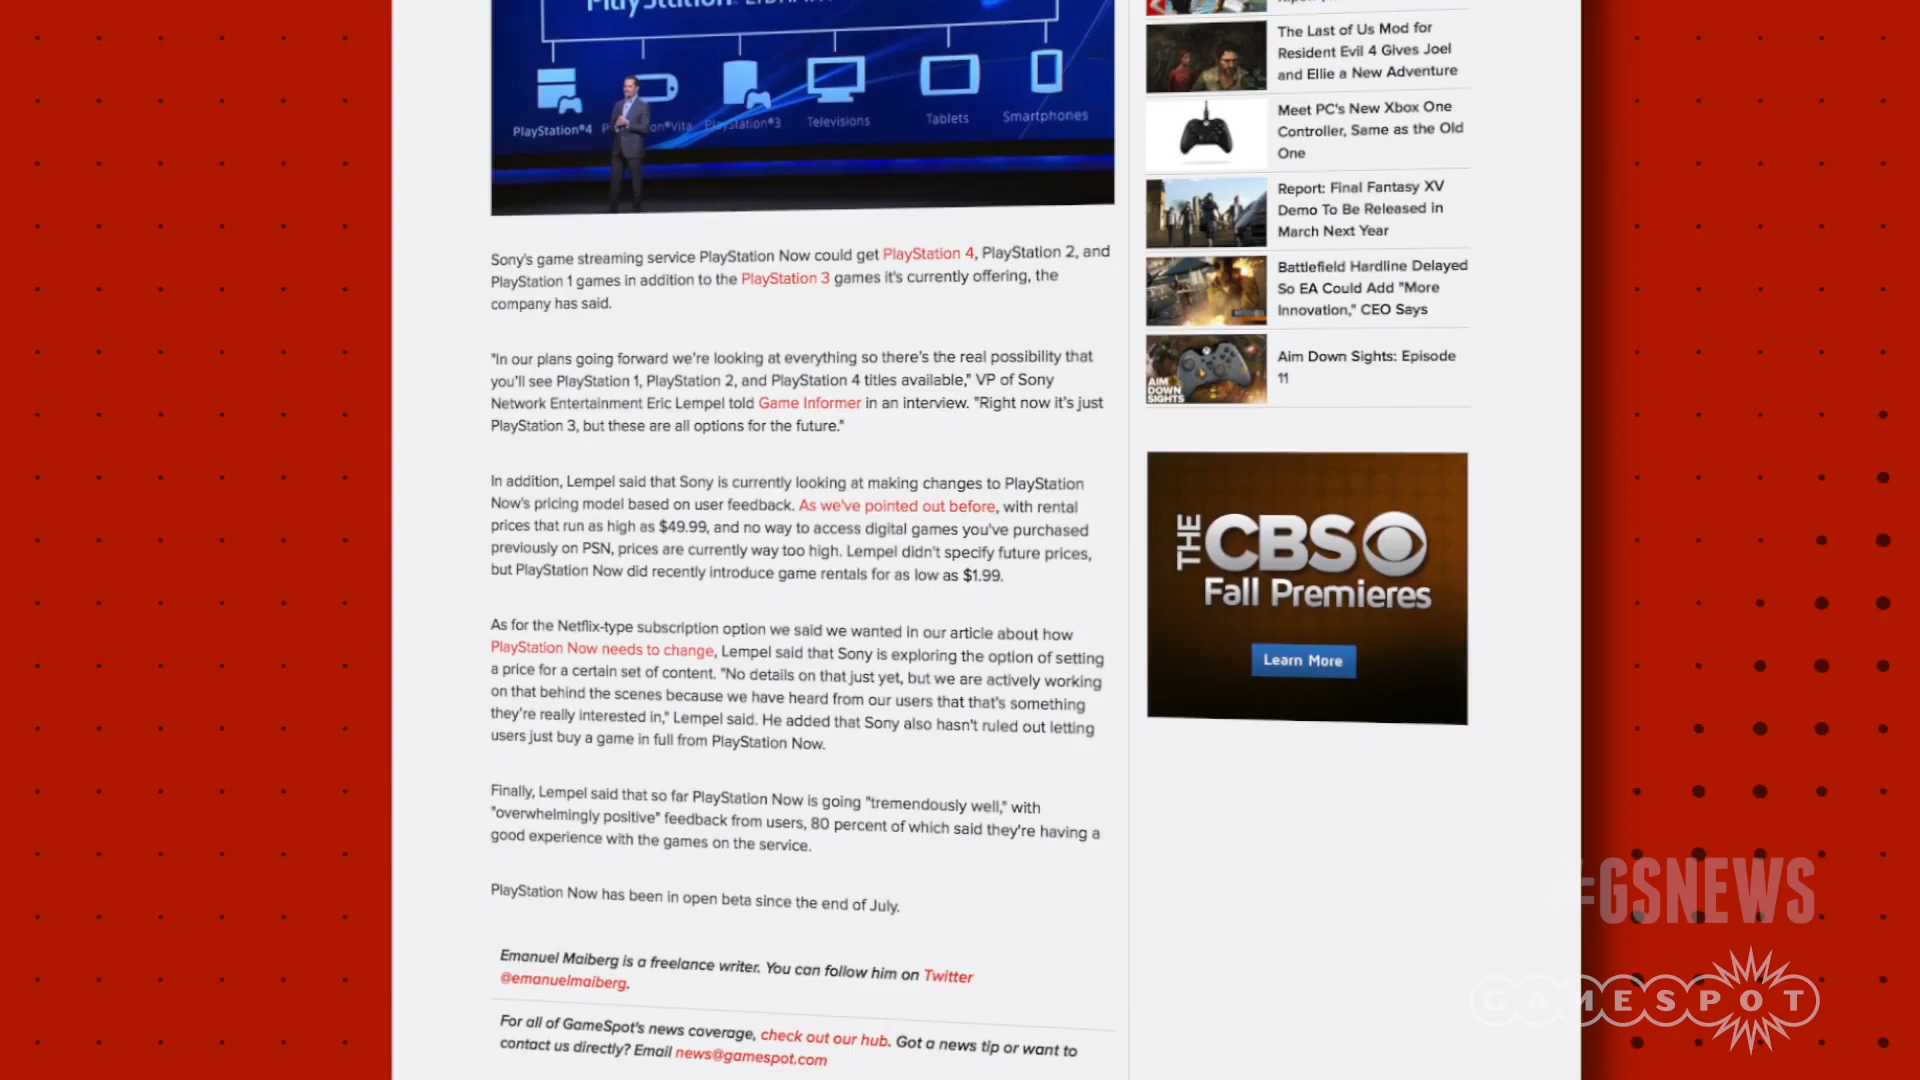 PlayStation®4
Televisions
Tablets
Smartphones
Sony's game streaming service PlayStation Now could get PlayStation 4, PlayStation 2, and
PlayStation 1 games in addition to the PlayStation 3 games it's currently offering, the
company has said.
"In our plans going forward we're looking at everything so there's the real possibility that
you'll see PlayStation 1, PlayStation 2, and PlayStation 4 titles available," VP of Sony
Network Entertainment Eric Lempel told Game Informer in an interview. "Right now it's just
PlayStation 3, but these are all options for the future."
In addition, Lempel said that Sony is currently looking at making changes to PlayStation
Now's pricing model based on user feedback. As we've pointed out before, with rental
prices that run as high as $49.99, and no way to access digital games you've purchased
previously on PSN, prices are currently way too high. Lempel didn't specify future prices,
but PlayStation Now did recently introduce game rentals for as low as $1.99.
As for the Netflix-type subscription option we said we wanted in our article about how
PlayStation Now needs to change, Lempel said that Sony is exploring the option of setting
a price for a certain set of content. "No details on that just yet, but we are actively working
on that behind the scenes because we have heard from our users that that's something
they're really interested in," Lempel said. He added that Sony also hasn't ruled out letting
users just buy a game in full from PlayStation Now.
Finally, Lempel said that so far PlayStation Now is going "tremendously well," with
"overwhelmingly positive" feedback from users, 80 percent of which said they're having a
good experience with the games on the service.
PlayStation Now has been in open beta since the end of July.
Emanuel Maiberg is a freelance writer. You can follow him on Twitter
@emanuelmaiberg.
For all of GameSpot's news coverage, check out our hub. Got a news tip or want to
contact us directly? Email news@gamespot.com
The Last of Us Mod for
Resident Evil 4 Gives Joel
and Ellie a New Adventure
Meet PC's New Xbox One
Controller, Same as the Old
One
Report: Final Fantasy XV
Demo To Be Released in
March Next Year
Battlefield Hardline Delayed
So EA Could Add "More
Innovation," CEO Says
AIM
DOWN
SIGHTS
Aim Down Sights: Episode
11
THE CBS
Fall Premieres
Learn More
#GSNEWS
GAMESPOT